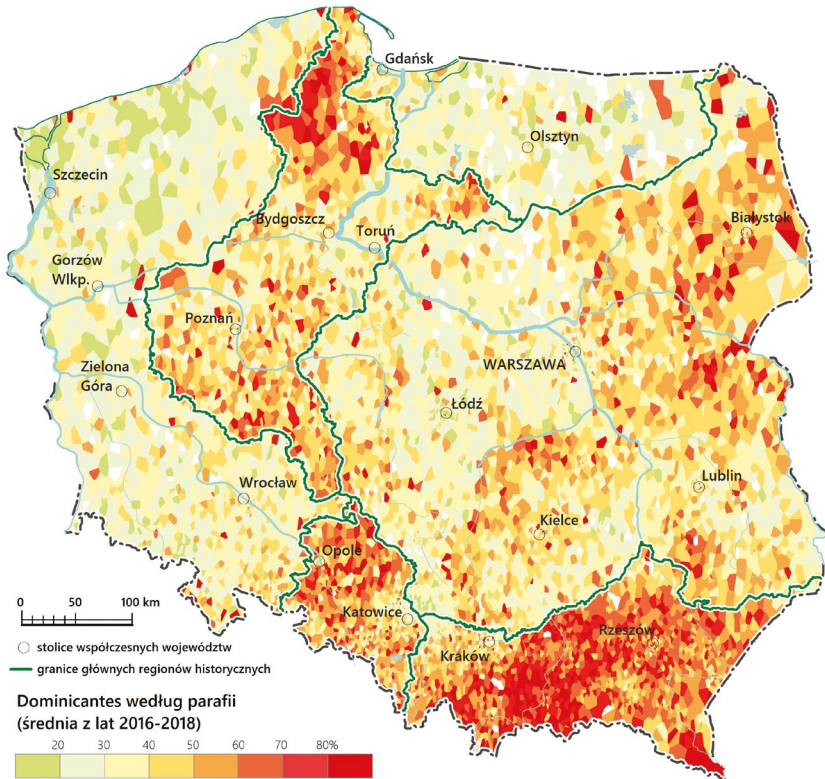 Gdańsk
Olsztyn
Szczecin
Bydgoszcz
Toruń
Białystok
Gorzów
Wlkp.
Poznań
WARSZAWA
Zielona
Góra
Łódź
Wrocław
Lublin
Kielce
Opole
Katowice
Kraków
Rzeszów
0 50 100 km
stolice współczesnych województw
granice głównych regionów historycznych
Dominicantes według parafii
(średnia z lat 2016-2018)
20 30 40 50 60 70 80%